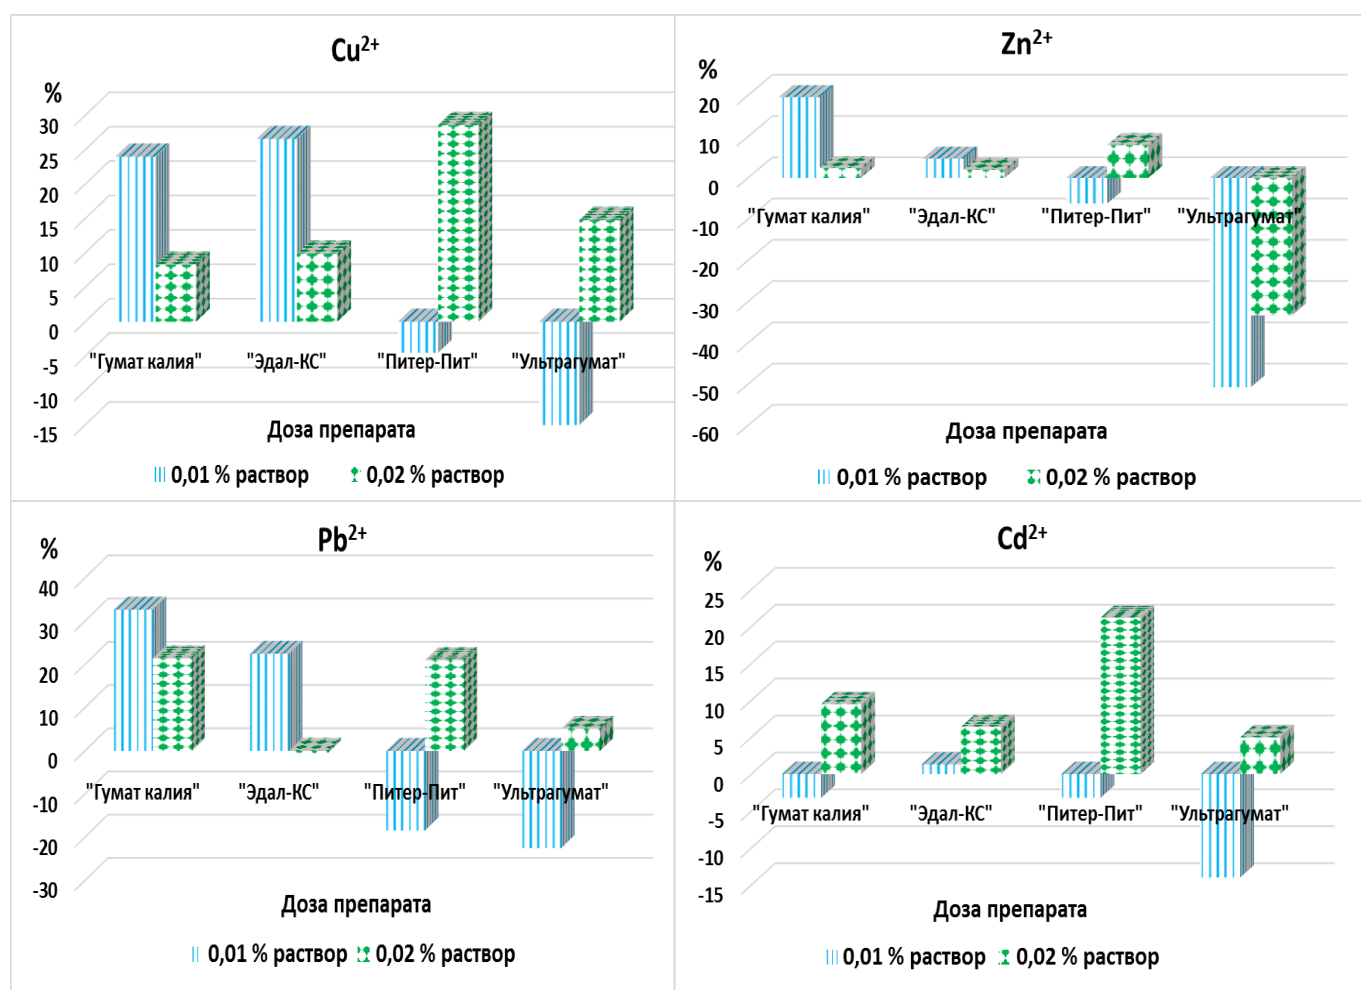 Cu2+
%
30
25
20
15
10
5
0
-5
-10
-15
"Гумат калия" "Эдал-КС" "Питер-Пит" "Ультрагумат"
Доза препарата
0,01 % раствор 0,02 % раствор
Zn2+
%
20
10
0
-10
-20
-30
-40
-50
-60
"Гумат калия" "Эдал-КС" "Питер-Пит" "Ультрагумат"
Доза препарата
0,01 % раствор 0,02 % раствор
Pb2+
%
40
30
20
10
0
-10
-20
-30
"Гумат калия" "Эдал-КС" "Питер-Пит" "Ультрагумат"
Доза препарата
0,01 % раствор 0,02 % раствор
Cd2+
%
25
20
15
10
5
0
-5
-10
-15
"Гумат калия" "Эдал-КС" "Питер-Пит" "Ультрагумат"
Доза препарата
0,01 % раствор 0,02 % раствор